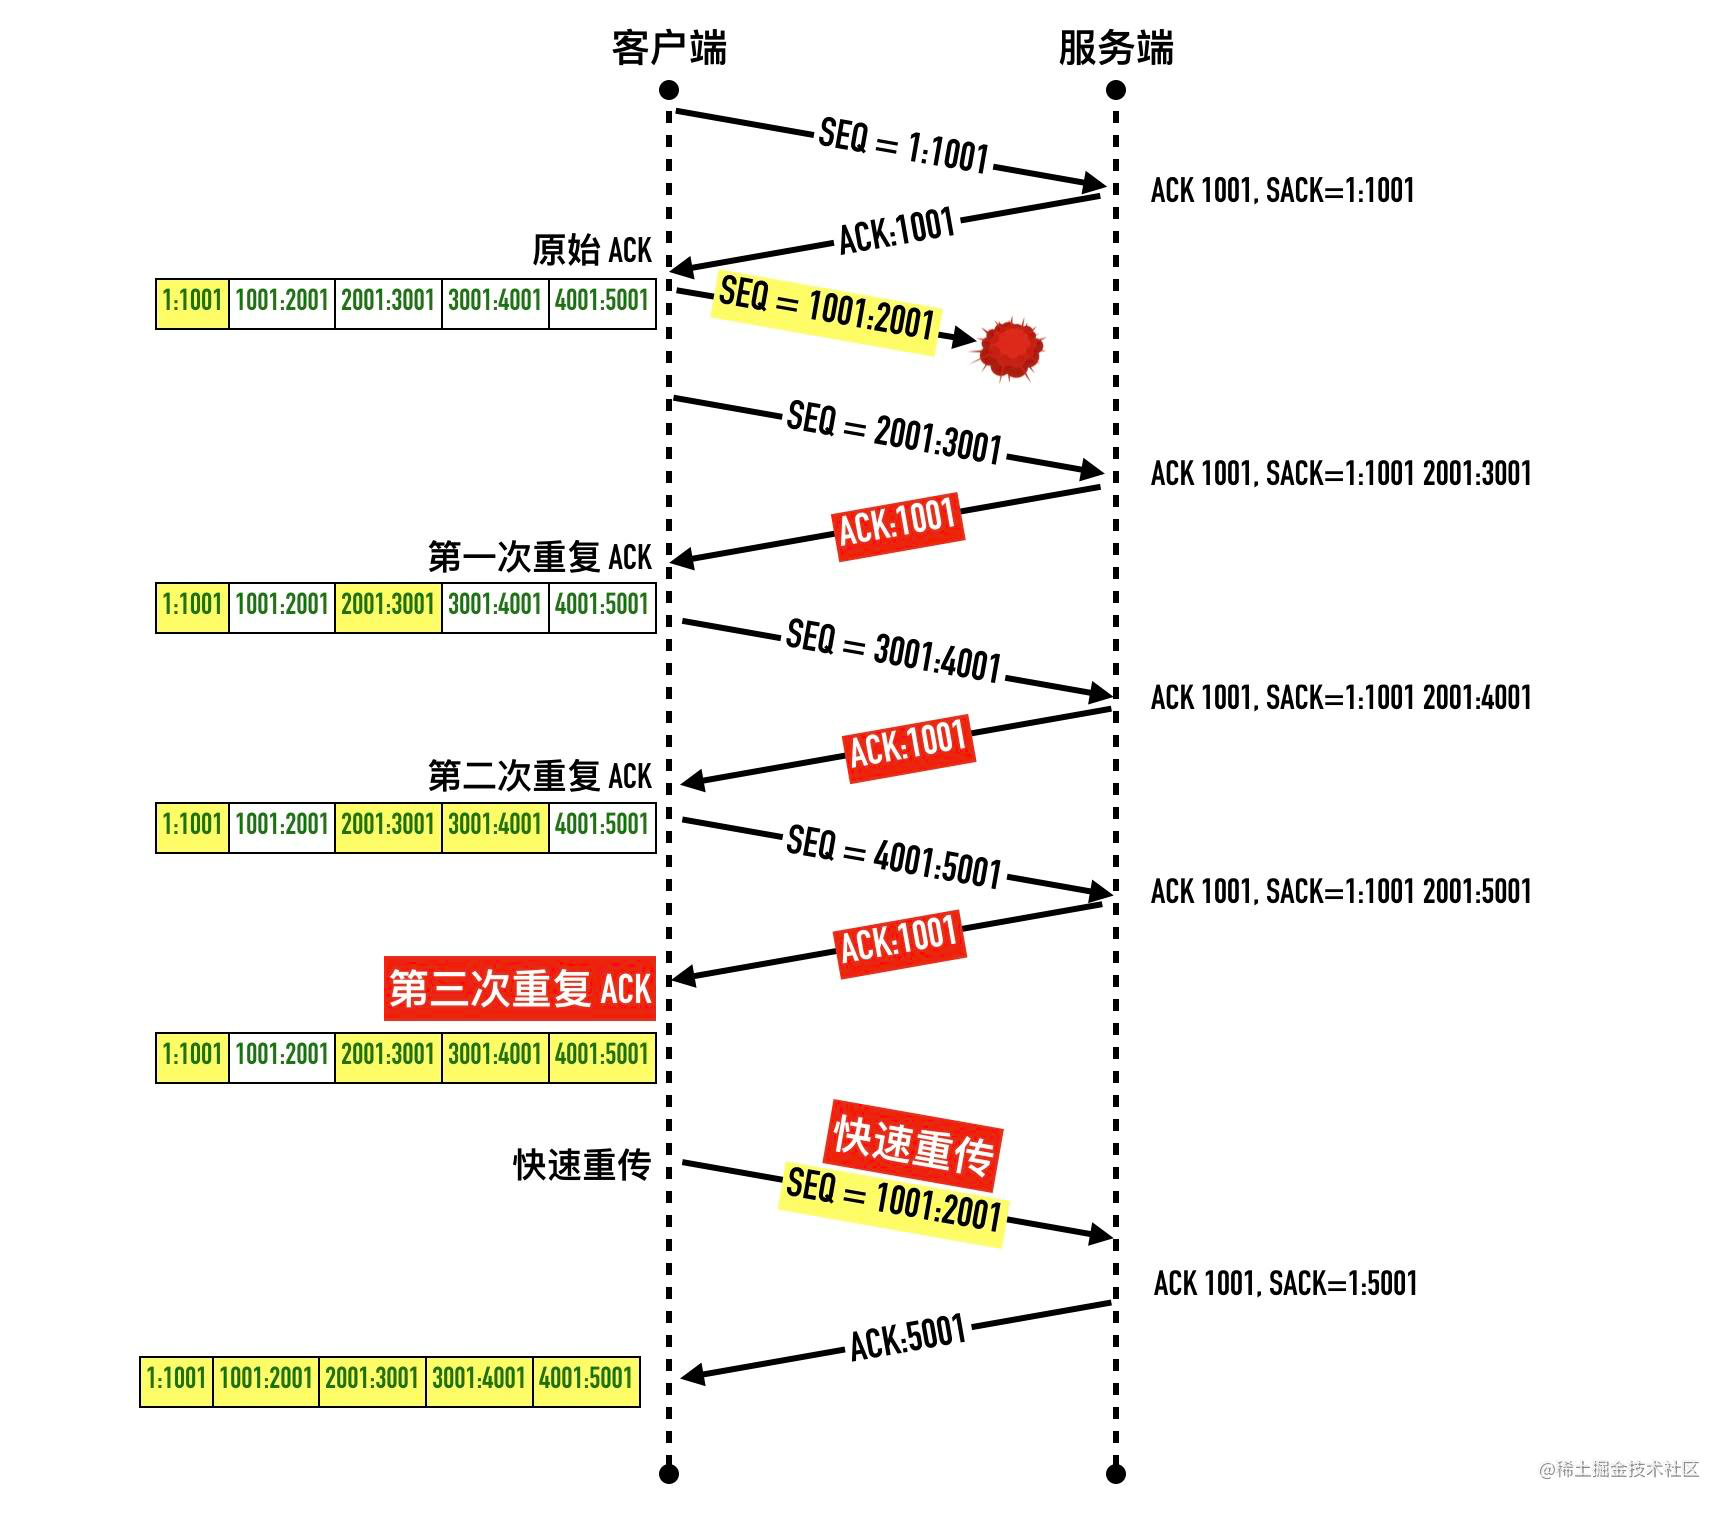 客户端
服务端
SEQ = 1:1001
ACK 1001, SACK=1:1001
ACK:1001
原始 ACK
1:1001 1001:2001 2001:3001 3001:4001 4001:5001
SEQ = 1001:2001
SEQ = 2001:3001
ACK 1001, SACK=1:1001 2001:3001
ACK:1001
第一次重复 ACK
1:1001 1001:2001 2001:3001 3001:4001 4001:5001
SEQ = 3001:4001
ACK 1001, SACK=1:1001 2001:4001
ACK:1001
第二次重复 ACK
1:1001 1001:2001 2001:3001 3001:4001 4001:5001
SEQ = 4001:5001
ACK 1001, SACK=1:1001 2001:5001
ACK:1001
第三次重复 ACK
1:1001 1001:2001 2001:3001 3001:4001 4001:5001
快速重传
快速重传
SEQ = 1001:2001
ACK 1001, SACK=1:5001
ACK:5001
1:1001 1001:2001 2001:3001 3001:4001 4001:5001
@稀土掘金技术社区